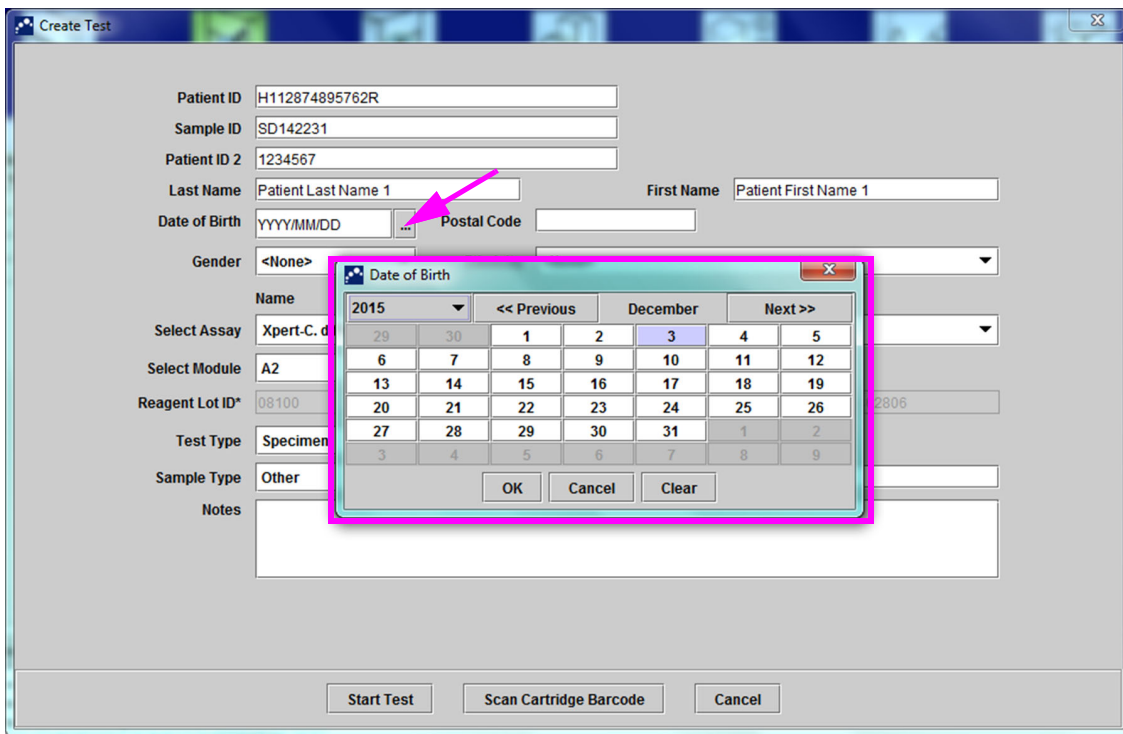 Create Test
Patient ID H112874895762R
Sample ID SD142231
Patient ID 2 1234567
Last Name Patient Last Name 1 First Name Patient First Name 1
Date of Birth YYYY/MM/DD ... Postal Code
Gender <None>
Date of Birth
Name
2015 << Previous December Next >>
29 30 1 2 3 4 5
Select Assay Xpert-C. d
6 7 8 9 10 11 12
Select Module A2
13 14 15 16 17 18 19
Reagent Lot ID* 08100 2806
20 21 22 23 24 25 26
27 28 29 30 31 1 2
Test Type Specimen
3 4 5 6 7 8 9
Sample Type Other
OK Cancel Clear
Notes
Start Test Scan Cartridge Barcode Cancel